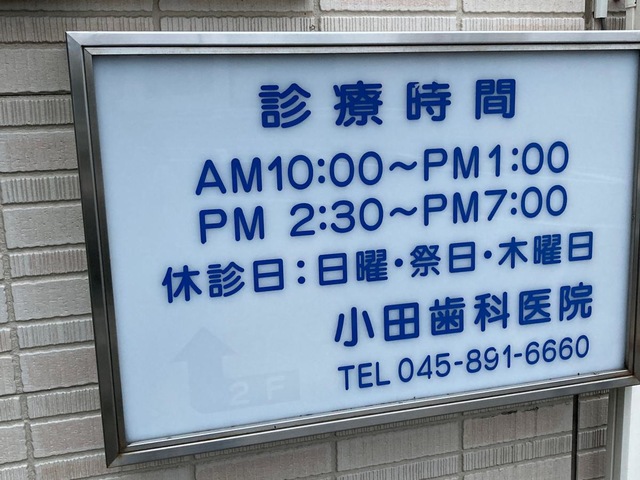 診療時間
AM10:00～PM1:00
PM 2:30～PM7:00
休診日：日曜・祭日・木曜日
小田歯科医院
TEL 045-891-6660
2F